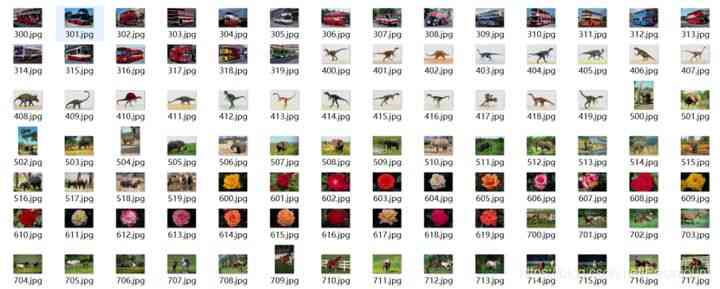 300.jpg 301.jpg 302.jpg 303.jpg 304.jpg 305.jpg 306.jpg 307.jpg 308.jpg 309.jpg 310.jpg 311.jpg 312.jpg 313.jpg
314.jpg 315.jpg 316.jpg 317.jpg 318.jpg 319.jpg 400.jpg 401.jpg 402.jpg 403.jpg 404.jpg 405.jpg 406.jpg 407.jpg
408.jpg 409.jpg 410.jpg 411.jpg 412.jpg 413.jpg 414.jpg 415.jpg 416.jpg 417.jpg 418.jpg 419.jpg 500.jpg 501.jpg
502.jpg 503.jpg 504.jpg 505.jpg 506.jpg 507.jpg 508.jpg 509.jpg 510.jpg 511.jpg 512.jpg 513.jpg 514.jpg 515.jpg
516.jpg 517.jpg 518.jpg 519.jpg 600.jpg 601.jpg 602.jpg 603.jpg 604.jpg 605.jpg 606.jpg 607.jpg 608.jpg 609.jpg
610.jpg 611.jpg 612.jpg 613.jpg 614.jpg 615.jpg 616.jpg 617.jpg 618.jpg 619.jpg 700.jpg 701.jpg 702.jpg 703.jpg
704.jpg 705.jpg 706.jpg 707.jpg 708.jpg 709.jpg 710.jpg 711.jpg 712.jpg 713.jpg 714.jpg 715.jpg 716.jpg 717.jpg